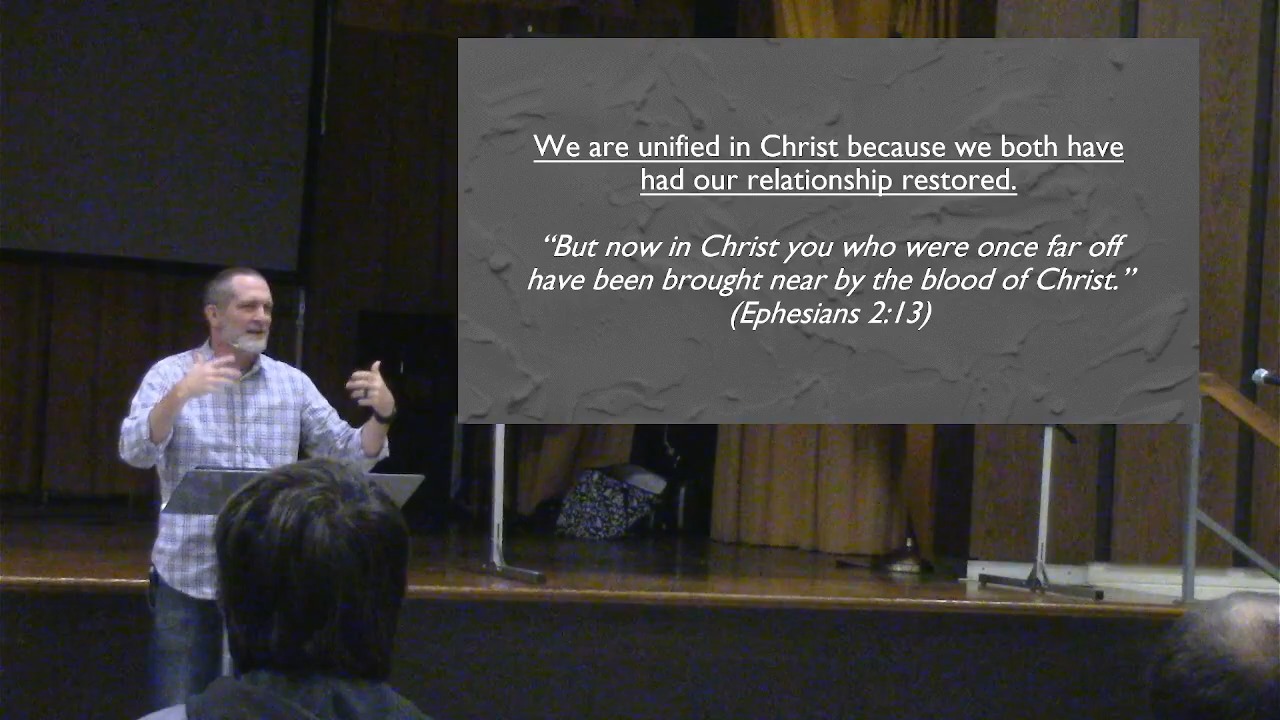 We are unified in Christ because we both have
had our relationship restored.
“But now in Christ you who were once far off
have been brought near by the blood of Christ.”
(Ephesians 2:13)